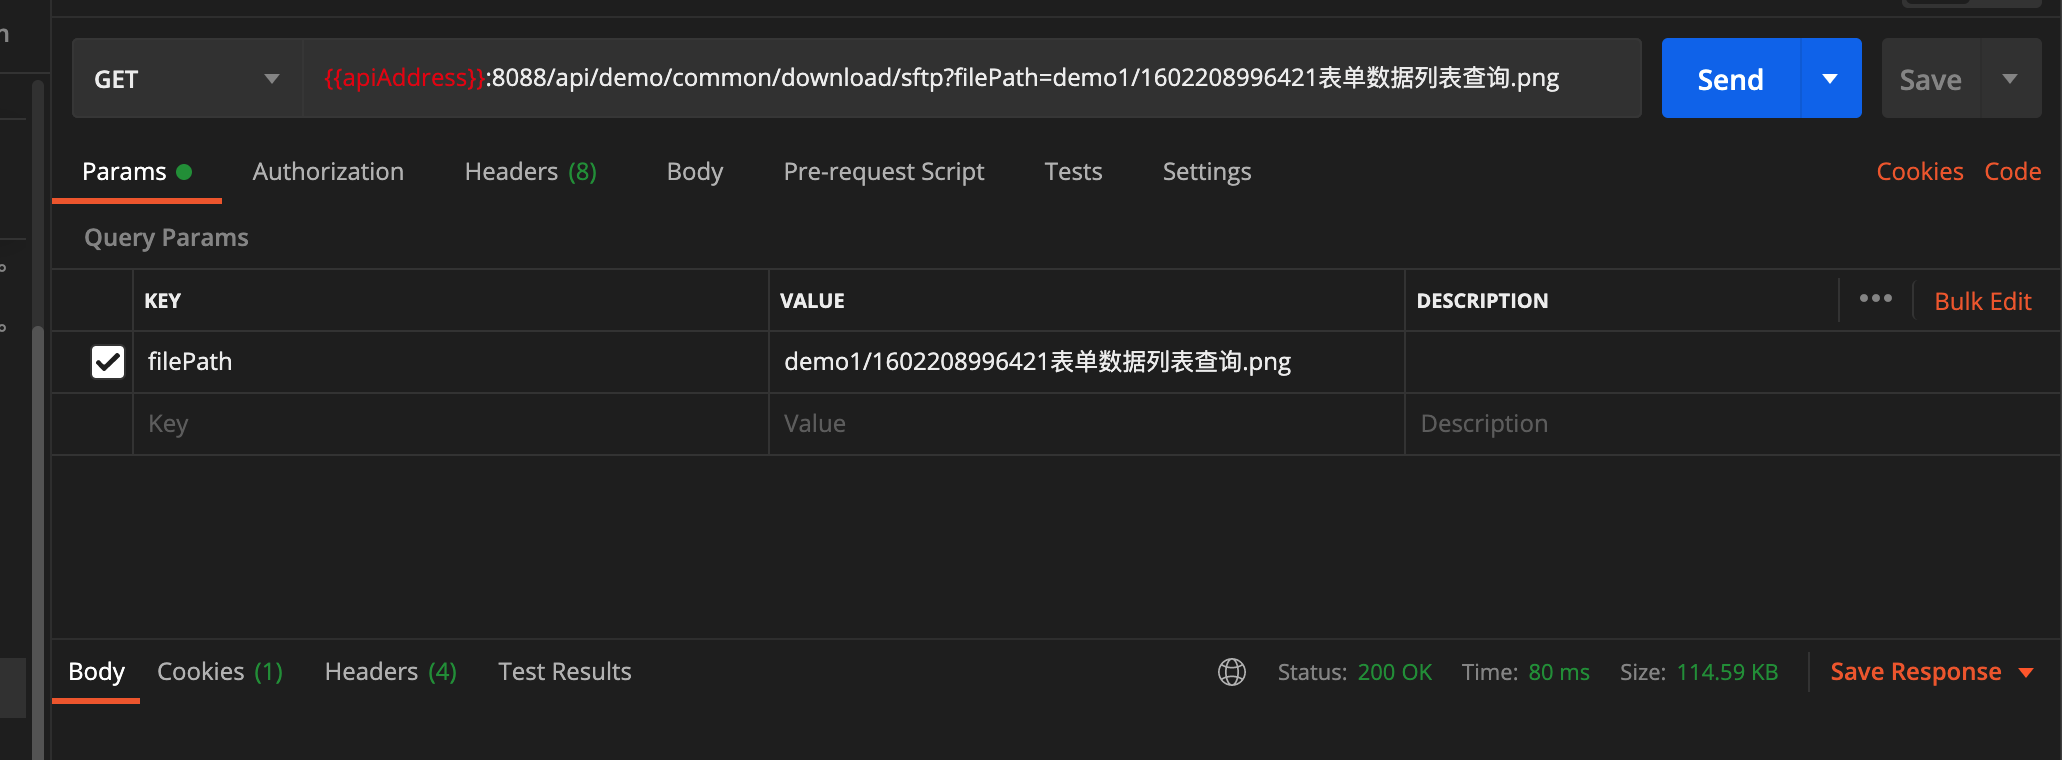 GET {{apiAddress}}:8088/api/demo/common/download/sftp?filePath=demo1/1602208996421表单数据列表查询.png Send Save
Params Authorization Headers (8) Body Pre-request Script Tests Settings Cookies Code
Query Params
KEY VALUE DESCRIPTION ••• Bulk Edit
filePath demo1/1602208996421表单数据列表查询.png
Key Value Description
Body Cookies (1) Headers (4) Test Results Status: 200 OK Time: 80 ms Size: 114.59 KB Save Response